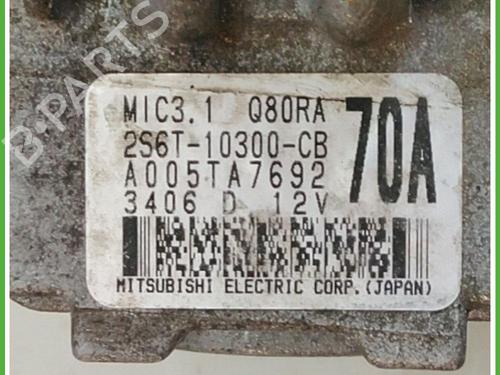 B-PARTS
MIC3.1 Q80RA 70A
2S6T-10300-CB
A005TA7692
3406 D 12V
MITSUBISHI ELECTRIC CORP.(JAPAN)